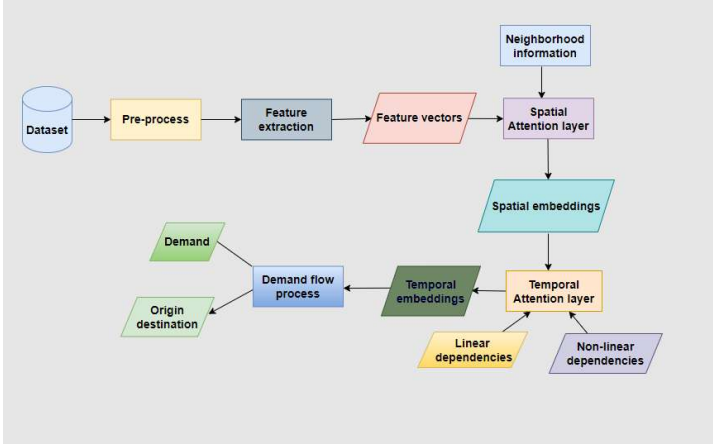 Neighborhood
information
Dataset
Pre-process
Feature
extraction
Feature vectors
Spatial
Attention layer
Spatial embeddings
Demand
Demand flow
process
Temporal
embeddings
Temporal
Attention layer
Origin
destination
Linear
dependencies
Non-linear
dependencies